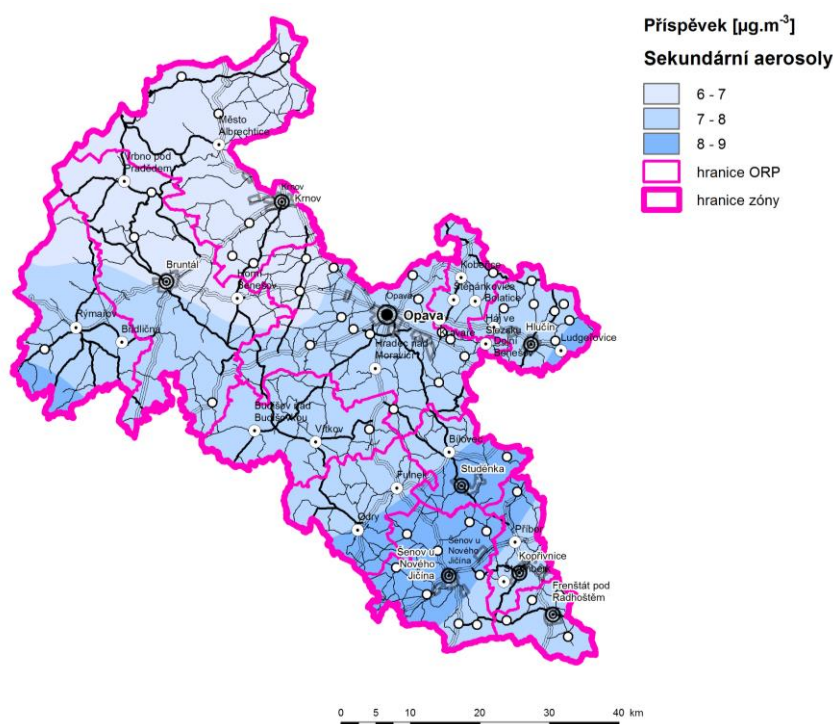 Příspěvek [µg.m⁻³]
Sekundární aerosoly
6 - 7
7 - 8
8 - 9
hranice ORP
hranice zóny
Město
Albrechtice
Vrbno pod
Pradědem
Krnov
Krnov
Bruntál
Horní
Benešov
Rýmařov
Břidličná
Opava
Opava
Kobeřice
Štěpánkovice
Bolatice
Kravaře
Háj ve
Slezsku
Dolní
Benešov
Hlučín
Ludgeřovice
Hradec nad
Moravicí
Budišov nad
Budišovkou
Vítkov
Bílovec
Studénka
Fulnek
Odry
Šenov u
Nového
Jičína
Šenov u
Nového
Jičína
Příbor
Kopřivnice
Frenštát pod
Radhoštěm
0 5 10 20 30 40 km